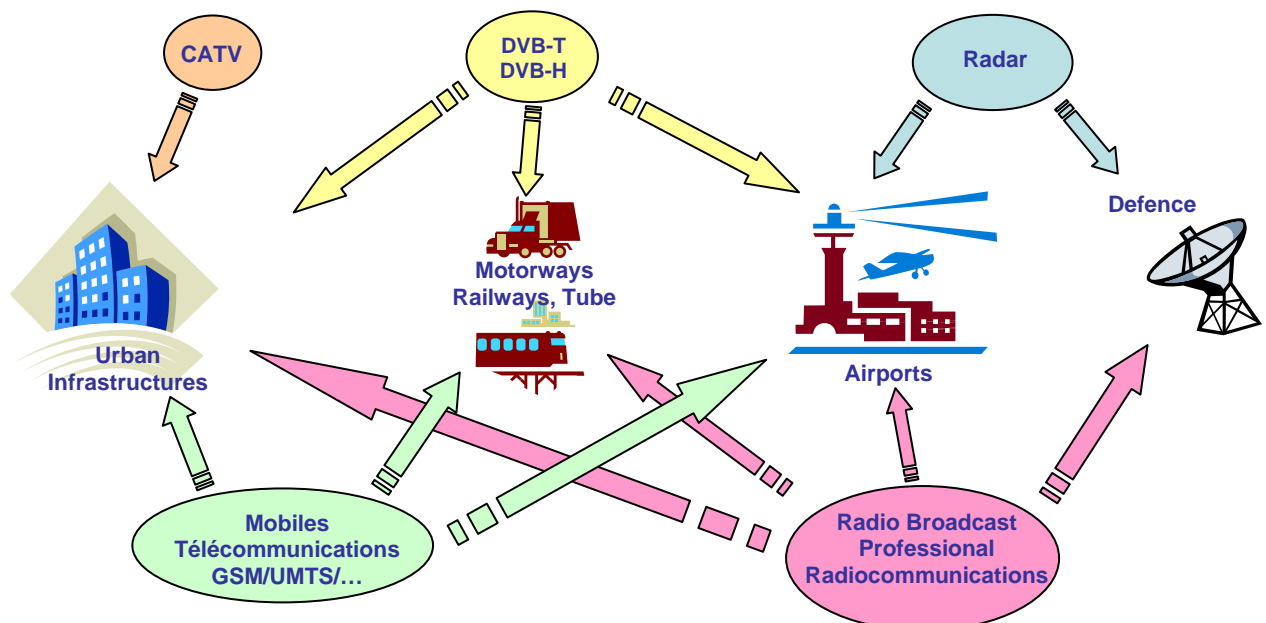 CATV
DVB-T
DVB-H
Radar
Defence
Motorways
Railways, Tube
Urban
Infrastructures
Airports
Mobiles
Télécommunications
GSM/UMTS/…
Radio Broadcast
Professional
Radiocommunications